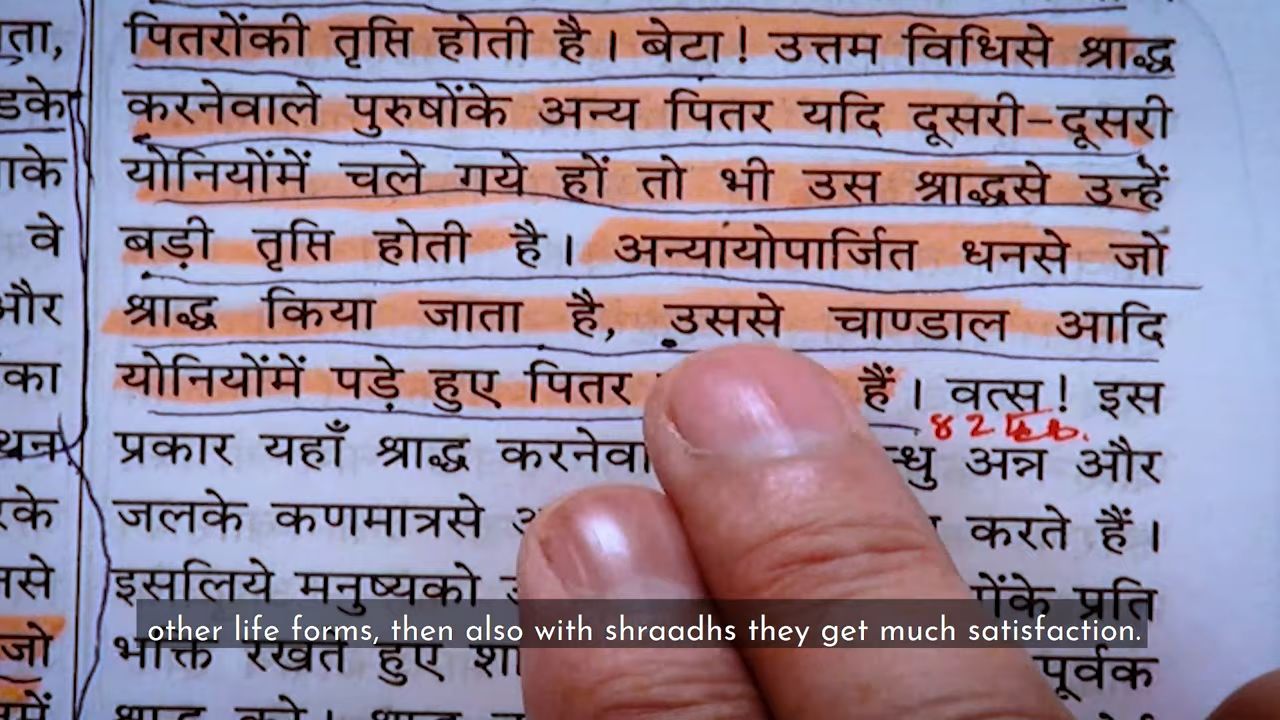 ता,
पितरोंकी तृप्ति होती है। बेटा! उत्तम विधिसे श्राद्ध
डके
करनेवाले पुरुषोंके अन्य पितर यदि दूसरी-दूसरी
के
योनियोंमें चले गये हों तो भी उस श्राद्धसे उन्हें
वे
बड़ी तृप्ति होती है। अन्यायोपार्जित धनसे जो
और
श्राद्ध किया जाता है, उससे चाण्डाल आदि
योनियोंमें पड़े हुए पितर हैं। वत्स! इस
प्रकार यहाँ श्राद्ध अन्न और
जलके कणमात्रसे करते हैं।
इसलिये मनुष्यको प्रति
जो
भक्ति रखते हुए
other life forms, then also with shraadhs they get much satisfaction.